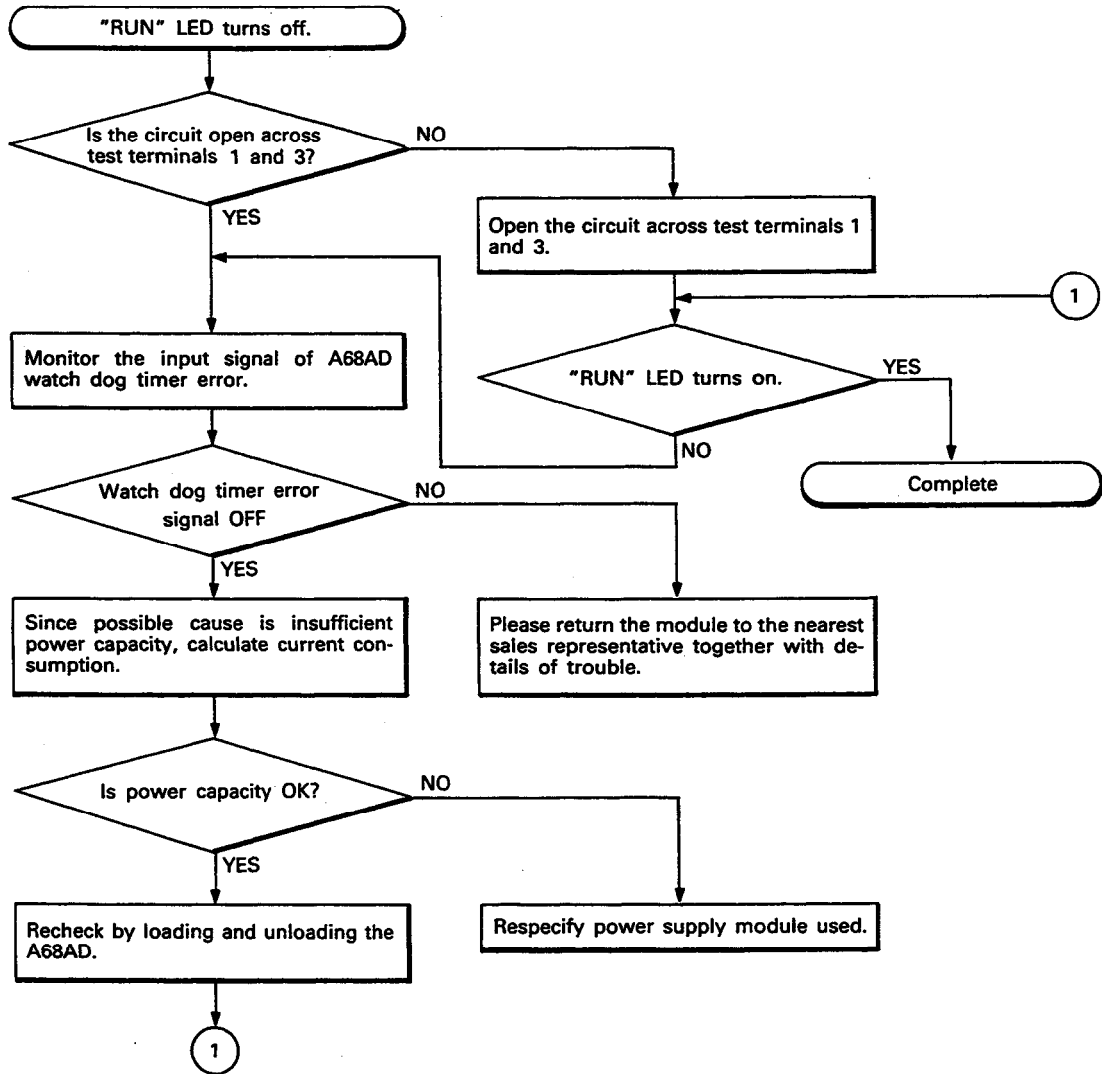 "RUN" LED turns off.
Is the circuit open across
test terminals 1 and 3?
NO
YES
Open the circuit across test terminals 1
and 3.
1
Monitor the input signal of A68AD
watch dog timer error.
"RUN" LED turns on.
YES
NO
Complete
Watch dog timer error
signal OFF
NO
YES
Since possible cause is insufficient
power capacity, calculate current con-
sumption.
Please return the module to the nearest
sales representative together with de-
tails of trouble.
Is power capacity OK?
NO
YES
Recheck by loading and unloading the
A68AD.
Respecify power supply module used.
1